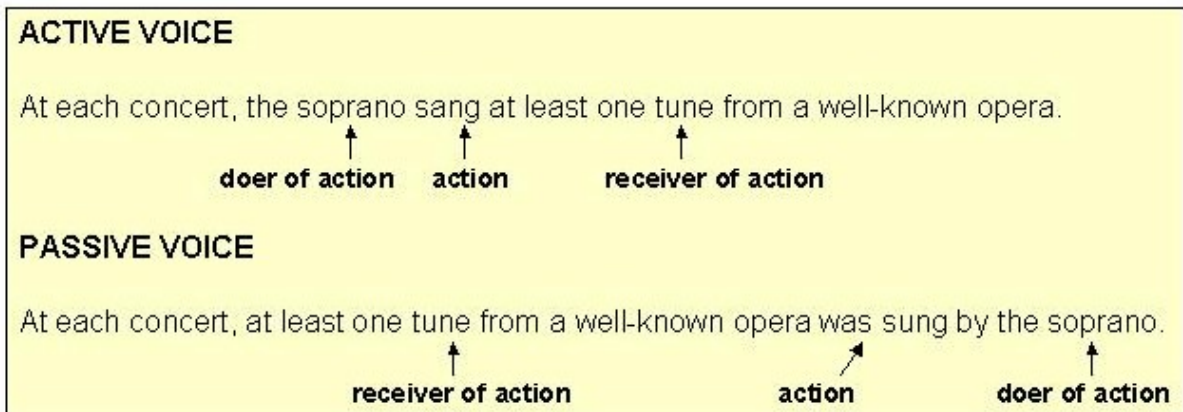 ACTIVE VOICE
At each concert, the soprano sang at least one tune from a well-known opera.
doer of action action receiver of action
PASSIVE VOICE
At each concert, at least one tune from a well-known opera was sung by the soprano.
receiver of action action doer of action